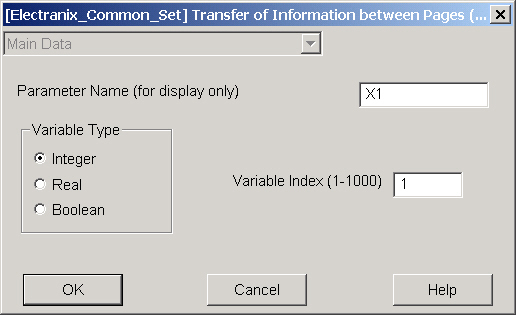 [Electranix_Common_Set] Transfer of Information between Pages (...
Main Data
Parameter Name (for display only)
X1
Variable Type
Integer
Real
Boolean
Variable Index (1-1000)
1
OK
Cancel
Help